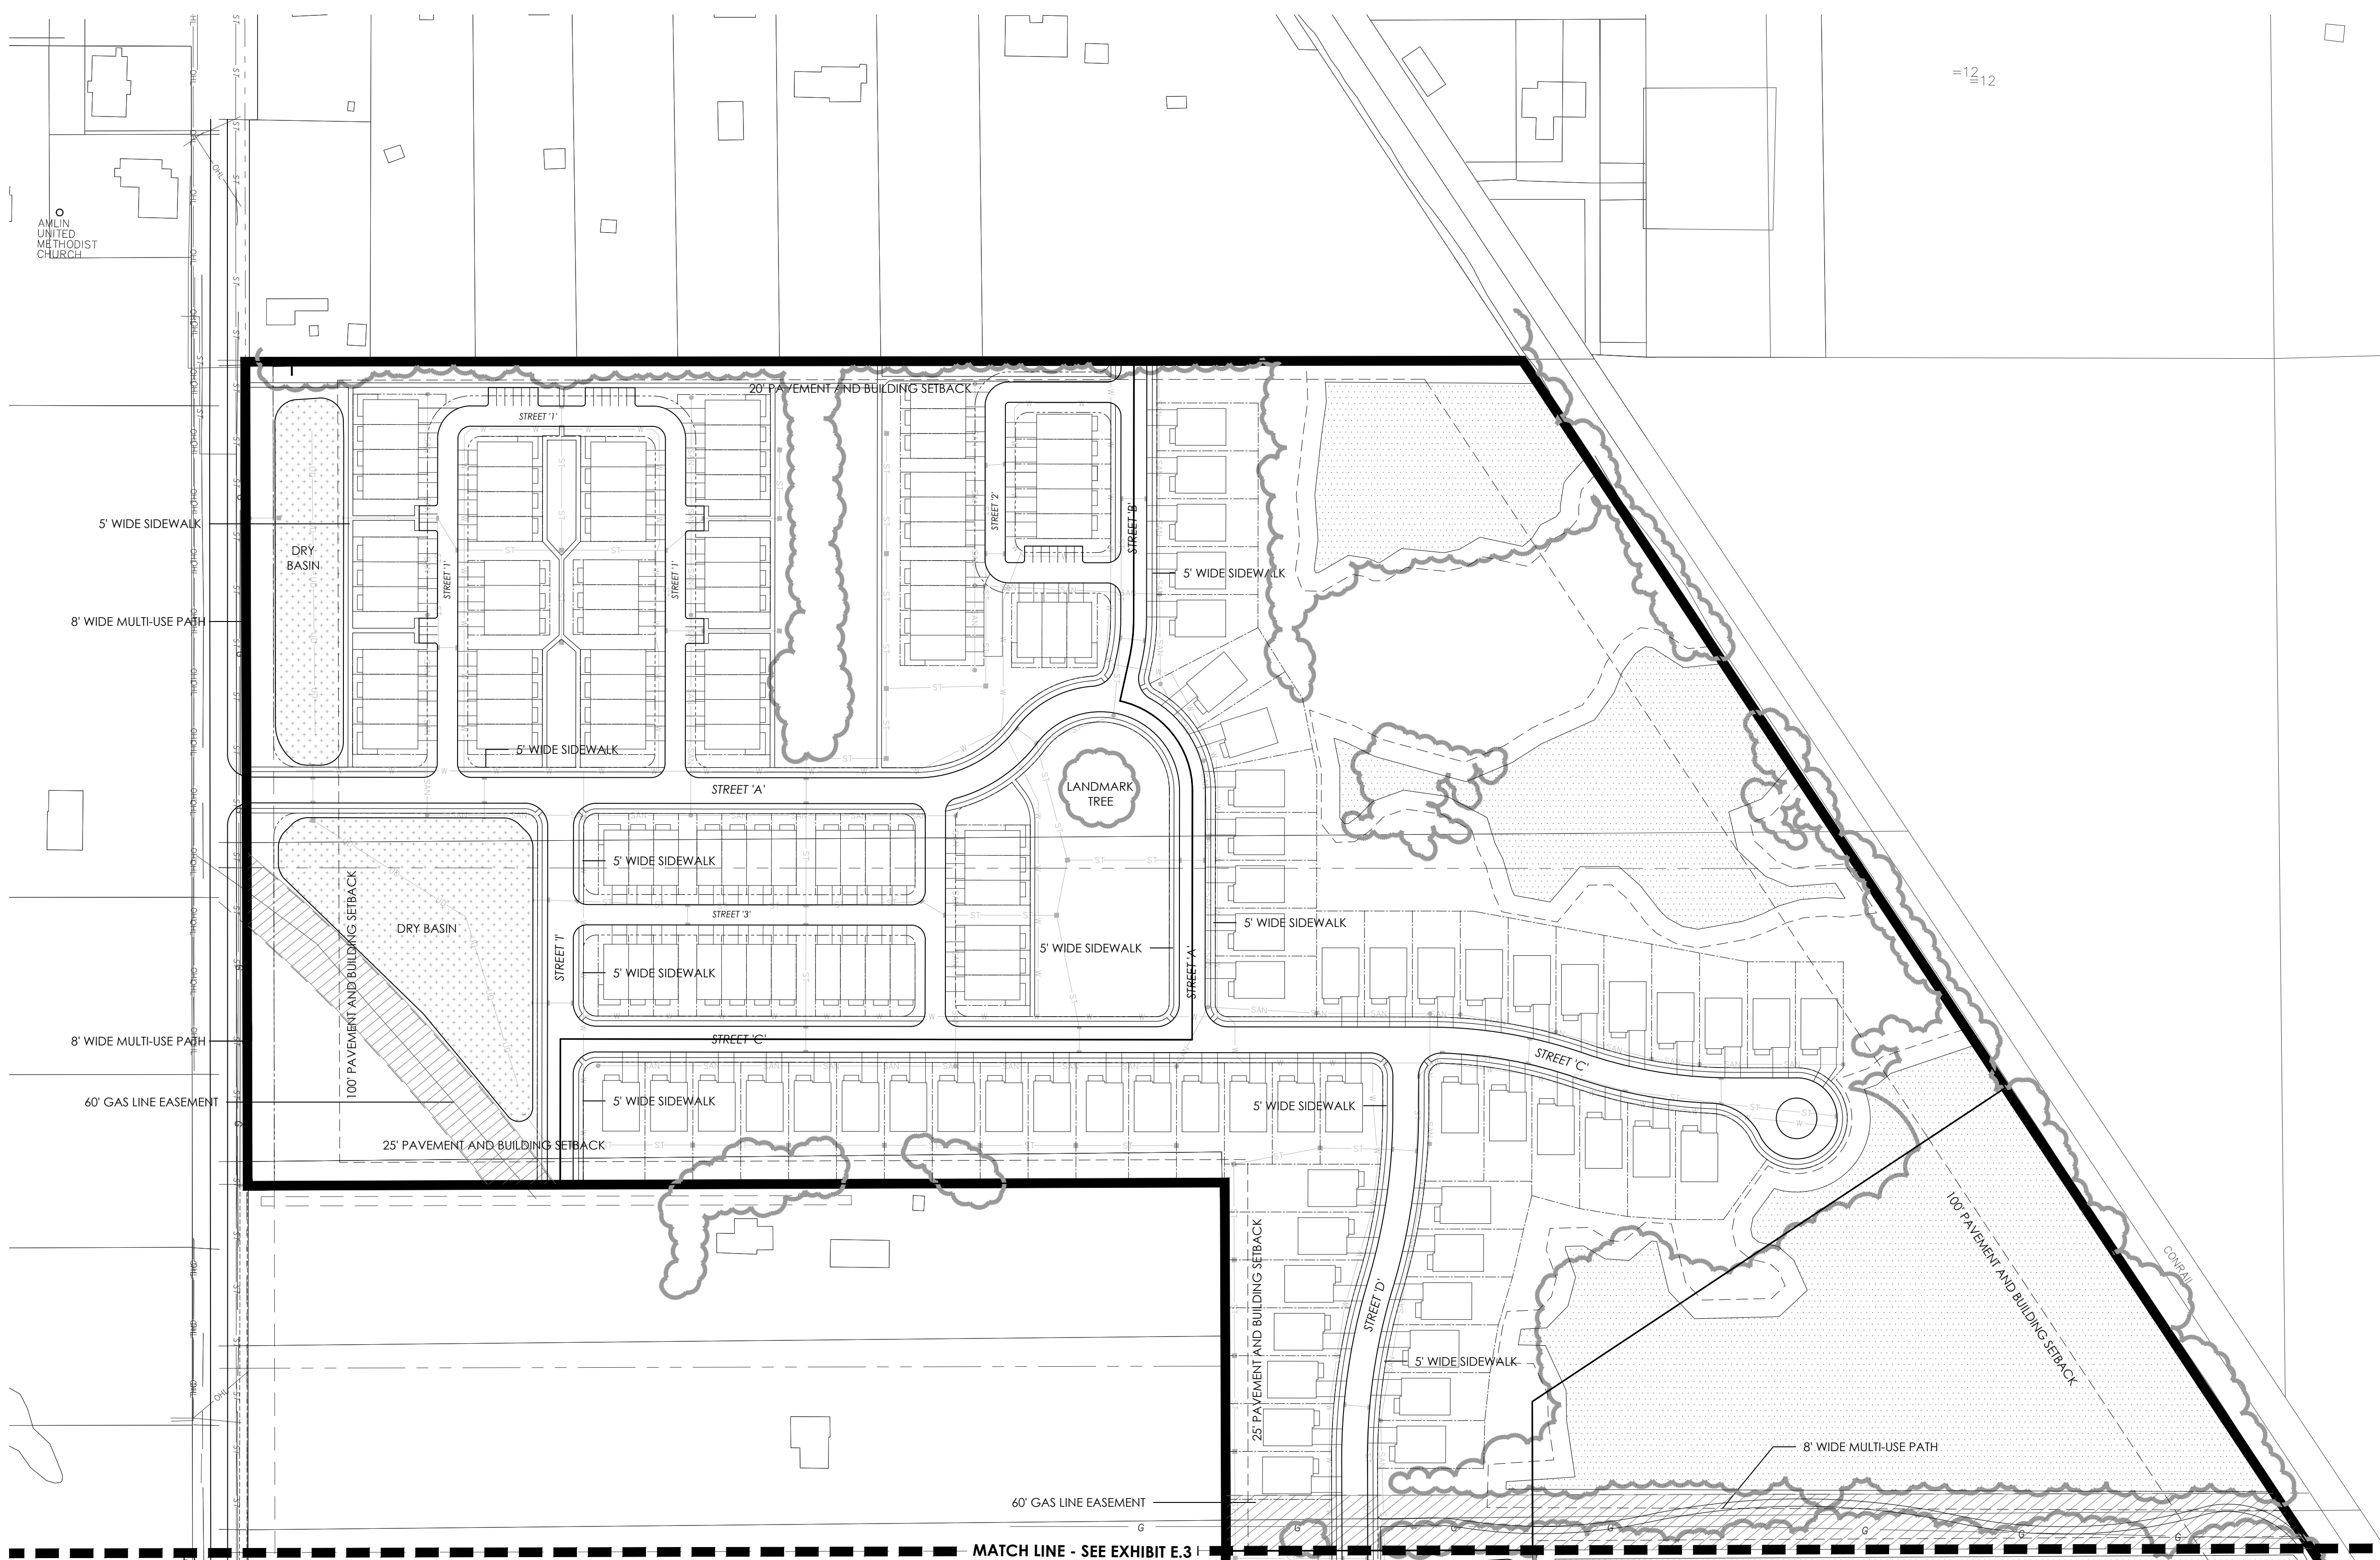 =12
=12
AMLIN
UNITED
METHODIST
CHURCH
OHL
20' PAVEMENT AND BUILDING SETBACK
STREET '1'
5' WIDE SIDEWALK
STREET '2'
STREET 'B'
DRY
BASIN
STREET '1'
STREET '1'
5' WIDE SIDEWALK
8' WIDE MULTI-USE PATH
5' WIDE SIDEWALK
STREET 'A'
LANDMARK
TREE
5' WIDE SIDEWALK
100' PAVEMENT AND BUILDING SETBACK
STREET '3'
DRY BASIN
5' WIDE SIDEWALK
5' WIDE SIDEWALK
STREET 'I'
5' WIDE SIDEWALK
STREET 'A'
8' WIDE MULTI-USE PATH
STREET 'C'
STREET 'C'
60' GAS LINE EASEMENT
5' WIDE SIDEWALK
5' WIDE SIDEWALK
25' PAVEMENT AND BUILDING SETBACK
100' PAVEMENT AND BUILDING SETBACK
CONRAIL
25' PAVEMENT AND BUILDING SETBACK
STREET 'D'
5' WIDE SIDEWALK
OHL
8' WIDE MULTI-USE PATH
60' GAS LINE EASEMENT
G G G G G G G
MATCH LINE - SEE EXHIBIT E.3